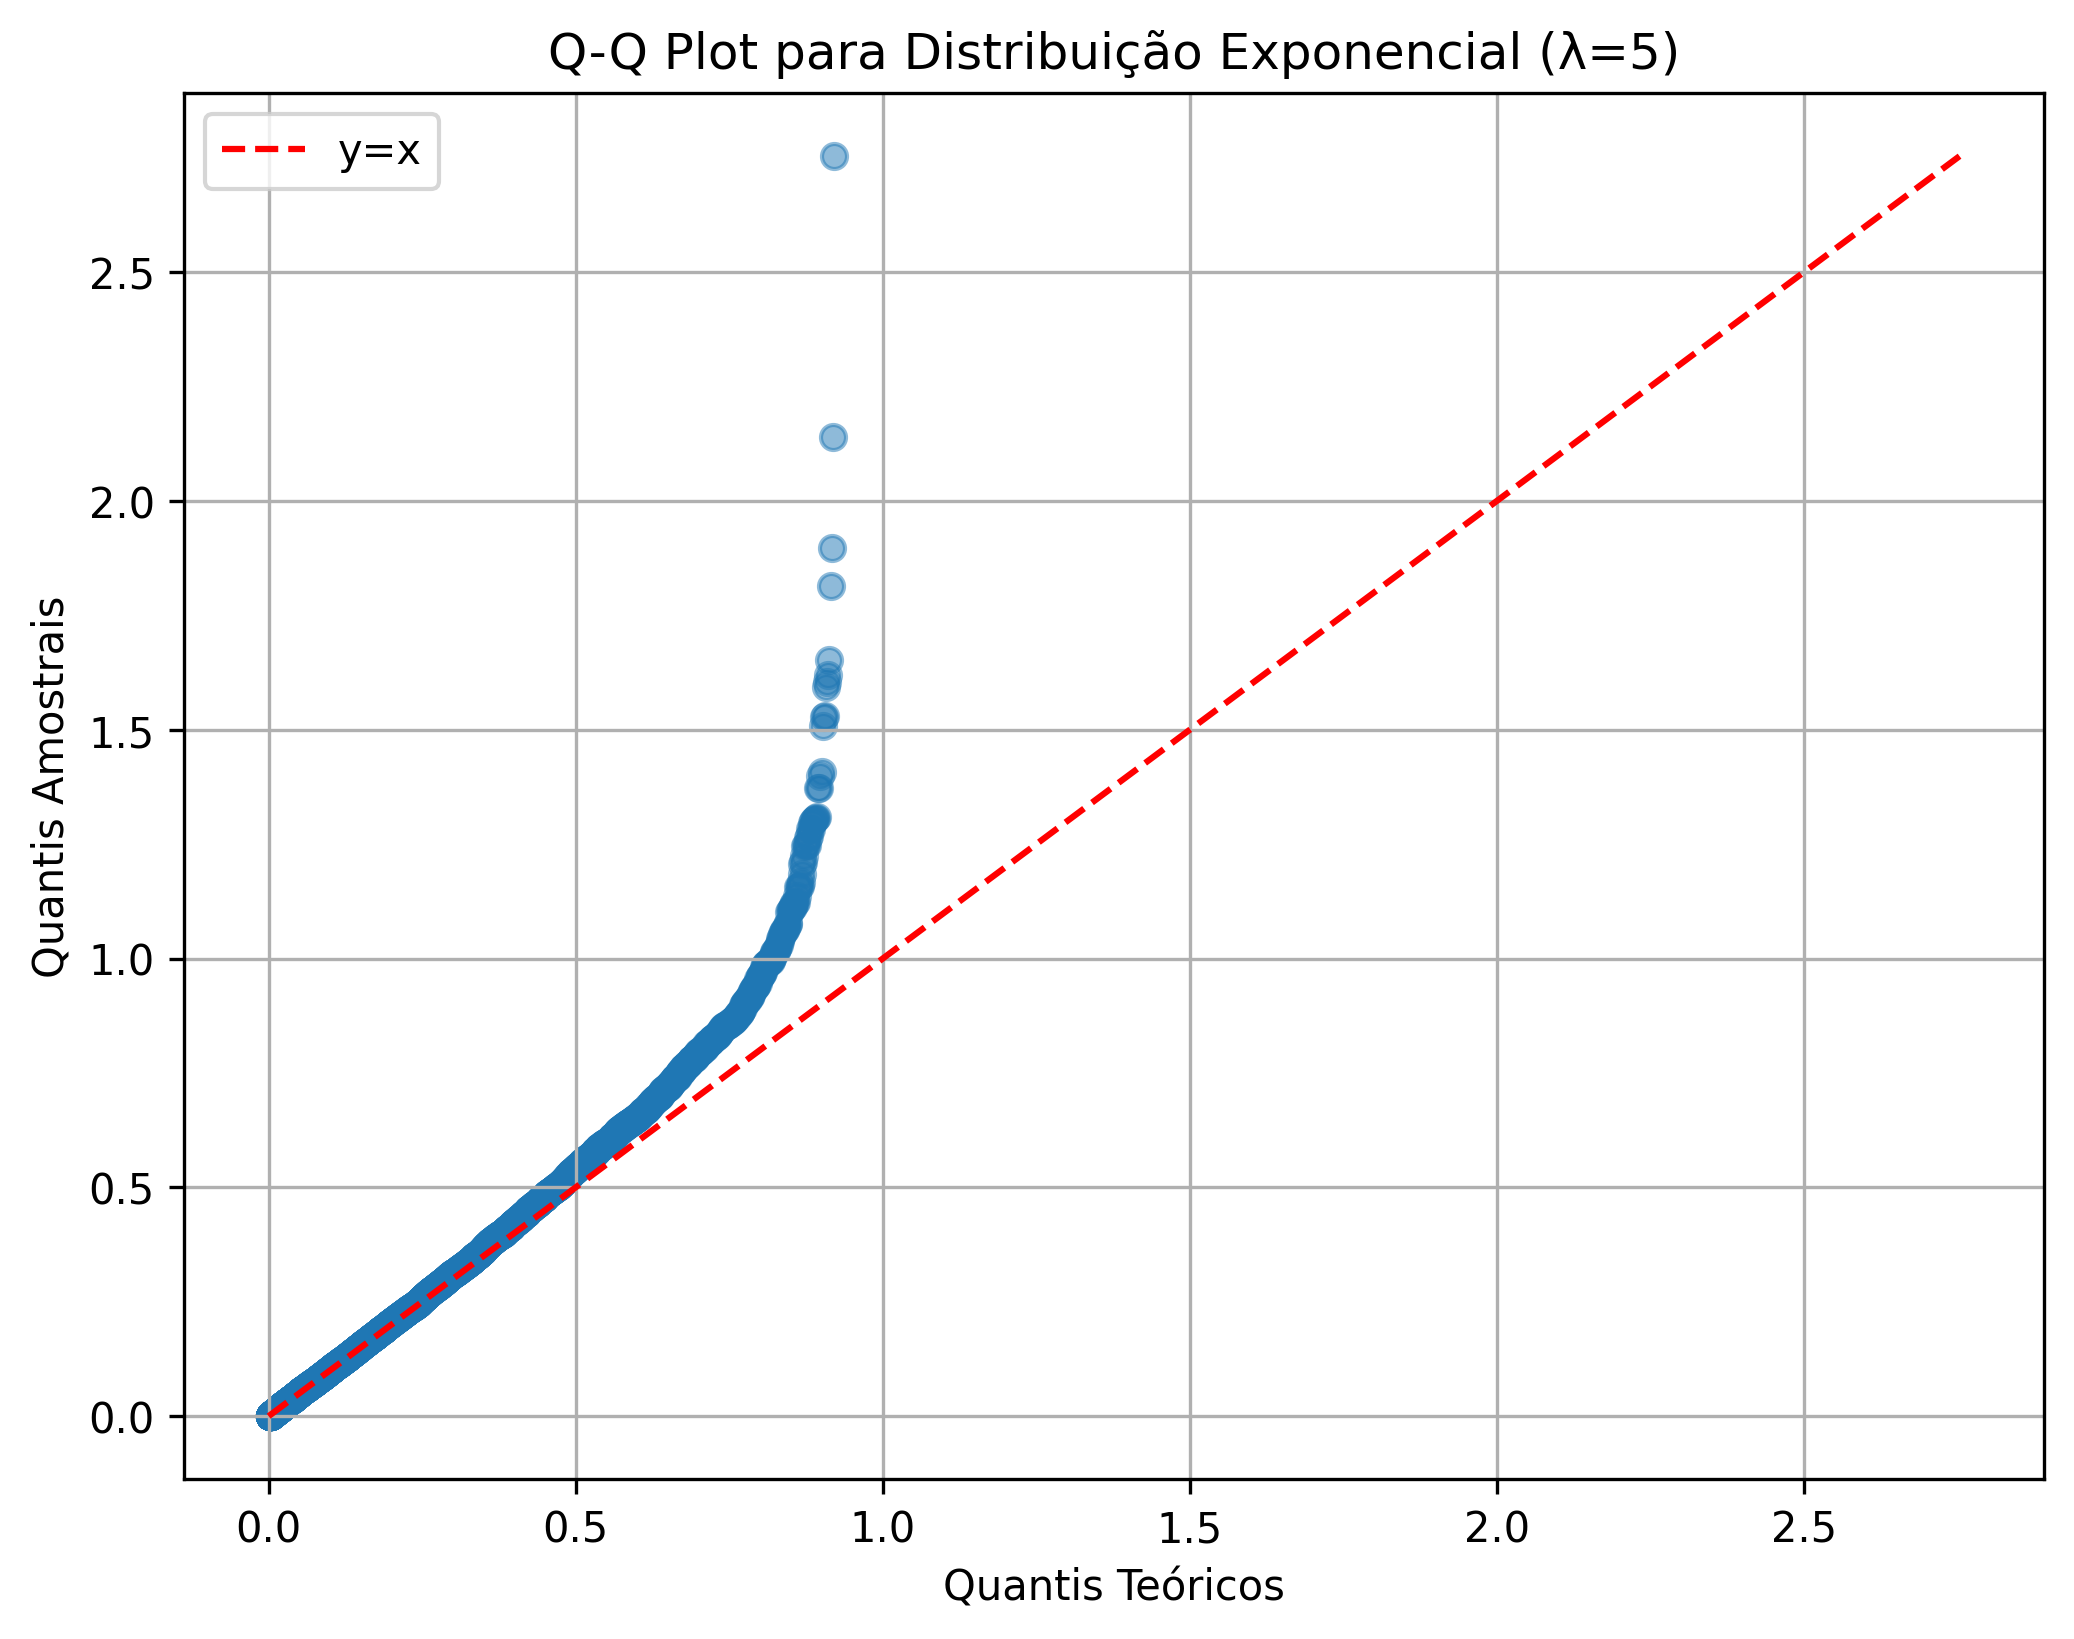 Q-Q Plot para Distribuição Exponencial (λ=5)
y=x
2.5
2.0
1.5
1.0
0.5
0.0
Quantis Amostrais
0.0 0.5 1.0 1.5 2.0 2.5
Quantis Teóricos